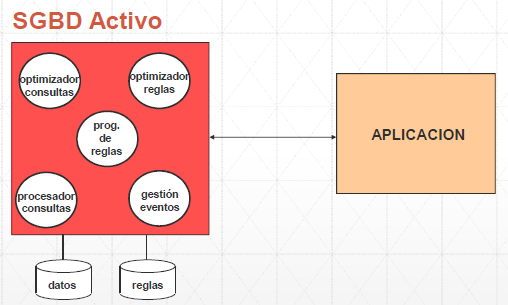 SGBD Activo
optimizador
consultas
optimizador
reglas
prog.
de
reglas
procesador
consultas
gestión
eventos
APLICACION
datos
reglas